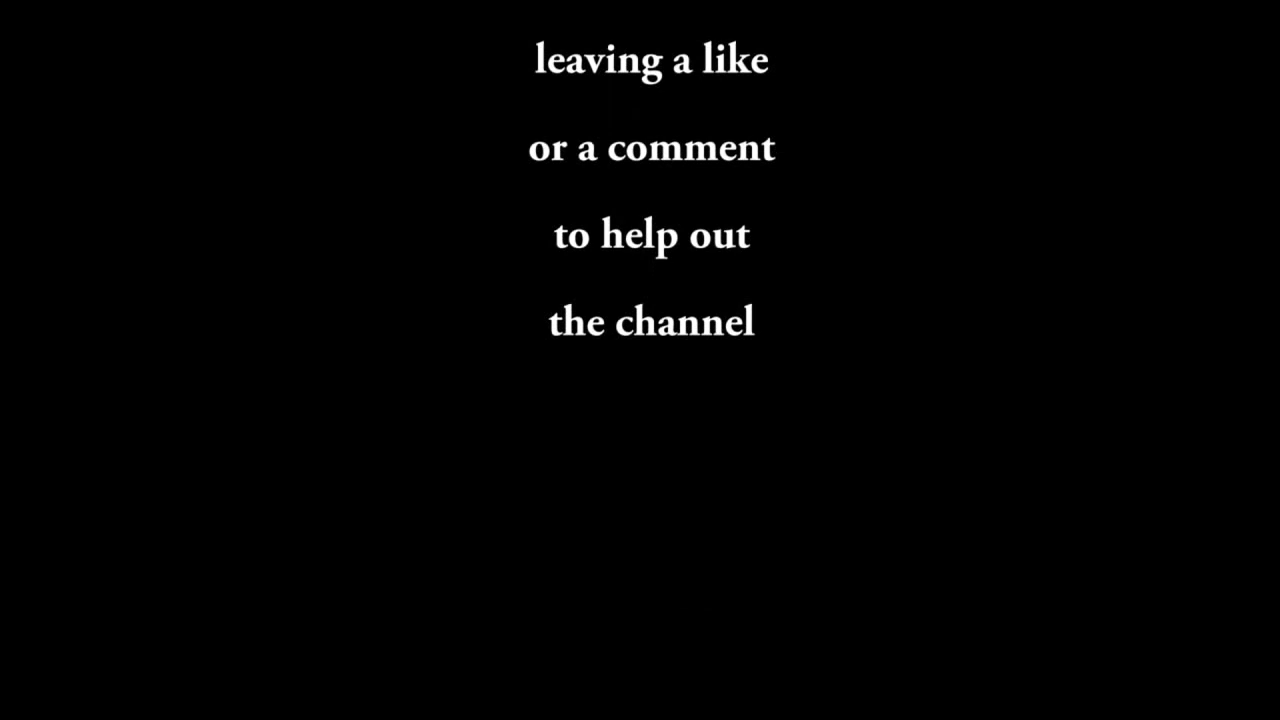 leaving a like
or a comment
to help out
the channel